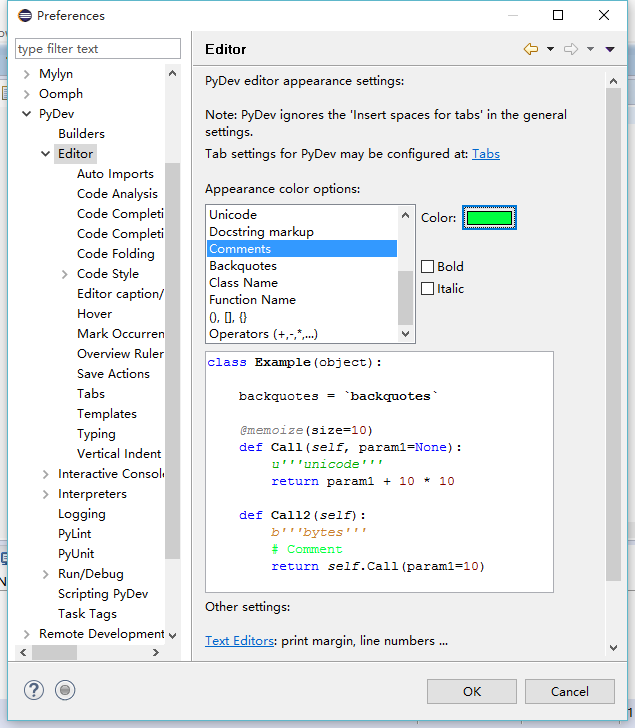 Preferences
type filter text
Mylyn
Oomph
PyDev
Builders
Editor
Auto Imports
Code Analysis
Code Completi
Code Completi
Code Folding
Code Style
Editor caption/
Hover
Mark Occurren
Overview Ruler
Save Actions
Tabs
Templates
Typing
Vertical Indent
Interactive Console
Interpreters
Logging
PyLint
PyUnit
Run/Debug
Scripting PyDev
Task Tags
Remote Development
Editor
PyDev editor appearance settings:
Note: PyDev ignores the 'Insert spaces for tabs' in the general
settings.
Tab settings for PyDev may be configured at: Tabs
Appearance color options:
Unicode
Docstring markup
Comments
Backquotes
Class Name
Function Name
(), [], {}
Operators (+,-,*,...)
Color:
Bold
Italic
class Example(object):
backquotes = `backquotes`
@memoize(size=10)
def Call(self, param1=None):
u'''unicode'''
return param1 + 10 * 10
def Call2(self):
b'''bytes'''
# Comment
return self.Call(param1=10)
Other settings:
Text Editors: print margin, line numbers ...
?
OK
Cancel